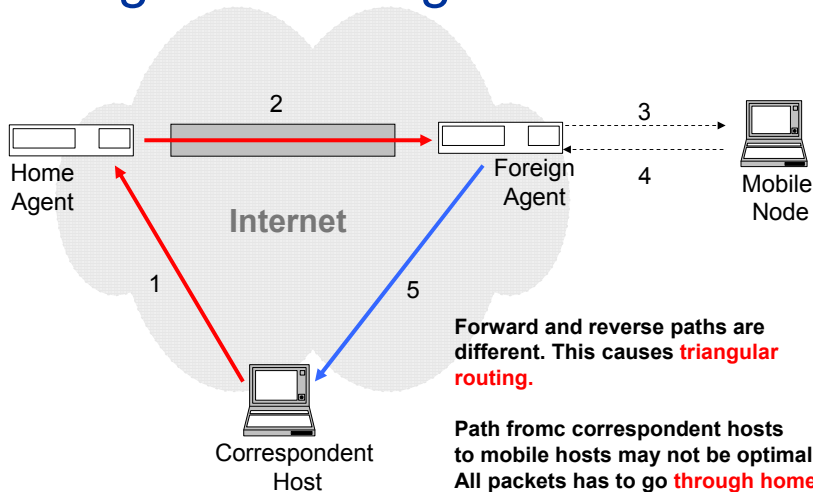 2
3
Home
Agent
Foreign
Agent
4
Mobile
Node
Internet
1
5
Forward and reverse paths are
different. This causes triangular
routing.
Correspondent
Host
Path fromc correspondent hosts
to mobile hosts may not be optimal
All packets has to go through home